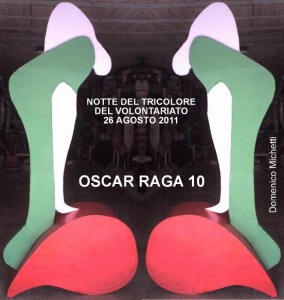 NOTTE DEL TRICOLORE
DEL VOLONTARIATO
26 AGOSTO 2011
OSCAR RAGA 10
Domenico Michetti